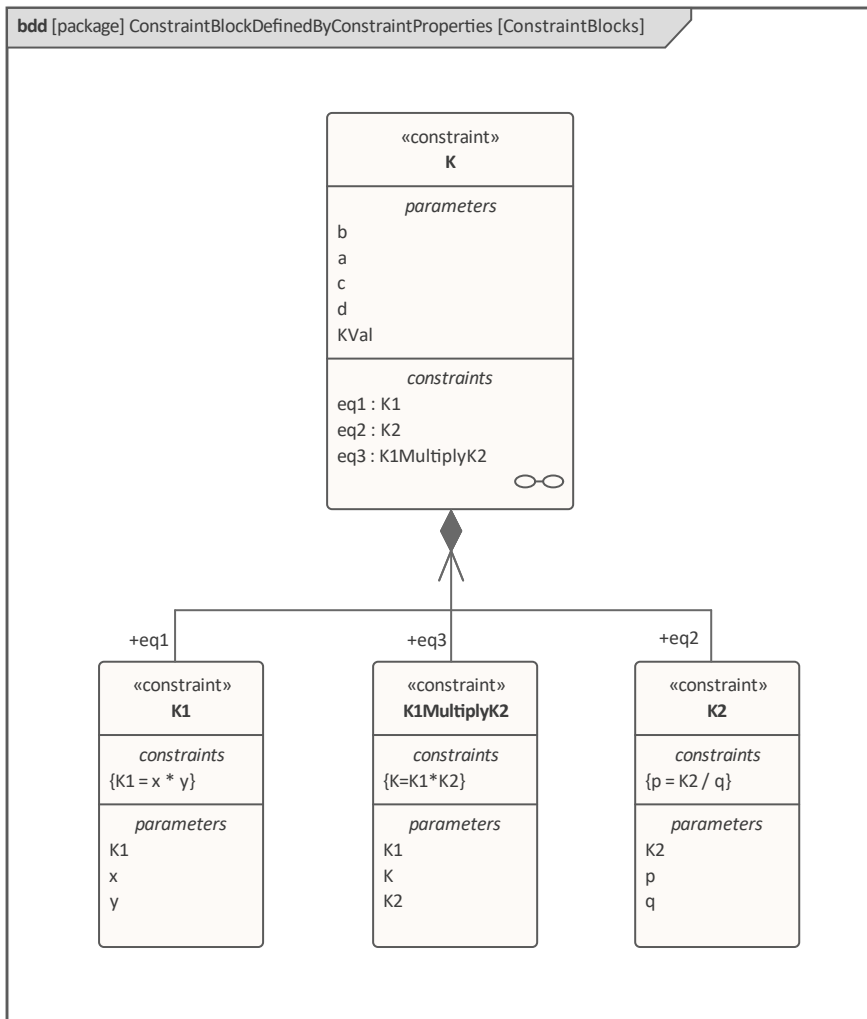 bdd [package] ConstraintBlockDefinedByConstraintProperties [ConstraintBlocks]
«constraint»
K
parameters
b
a
c
d
KVal
constraints
eq1 : K1
eq2 : K2
eq3 : K1MultiplyK2
+eq1
+eq3
+eq2
«constraint»
K1
constraints
{K1 = x * y}
parameters
K1
x
y
«constraint»
K1MultiplyK2
constraints
{K=K1*K2}
parameters
K1
K
K2
«constraint»
K2
constraints
{p = K2 / q}
parameters
K2
p
q